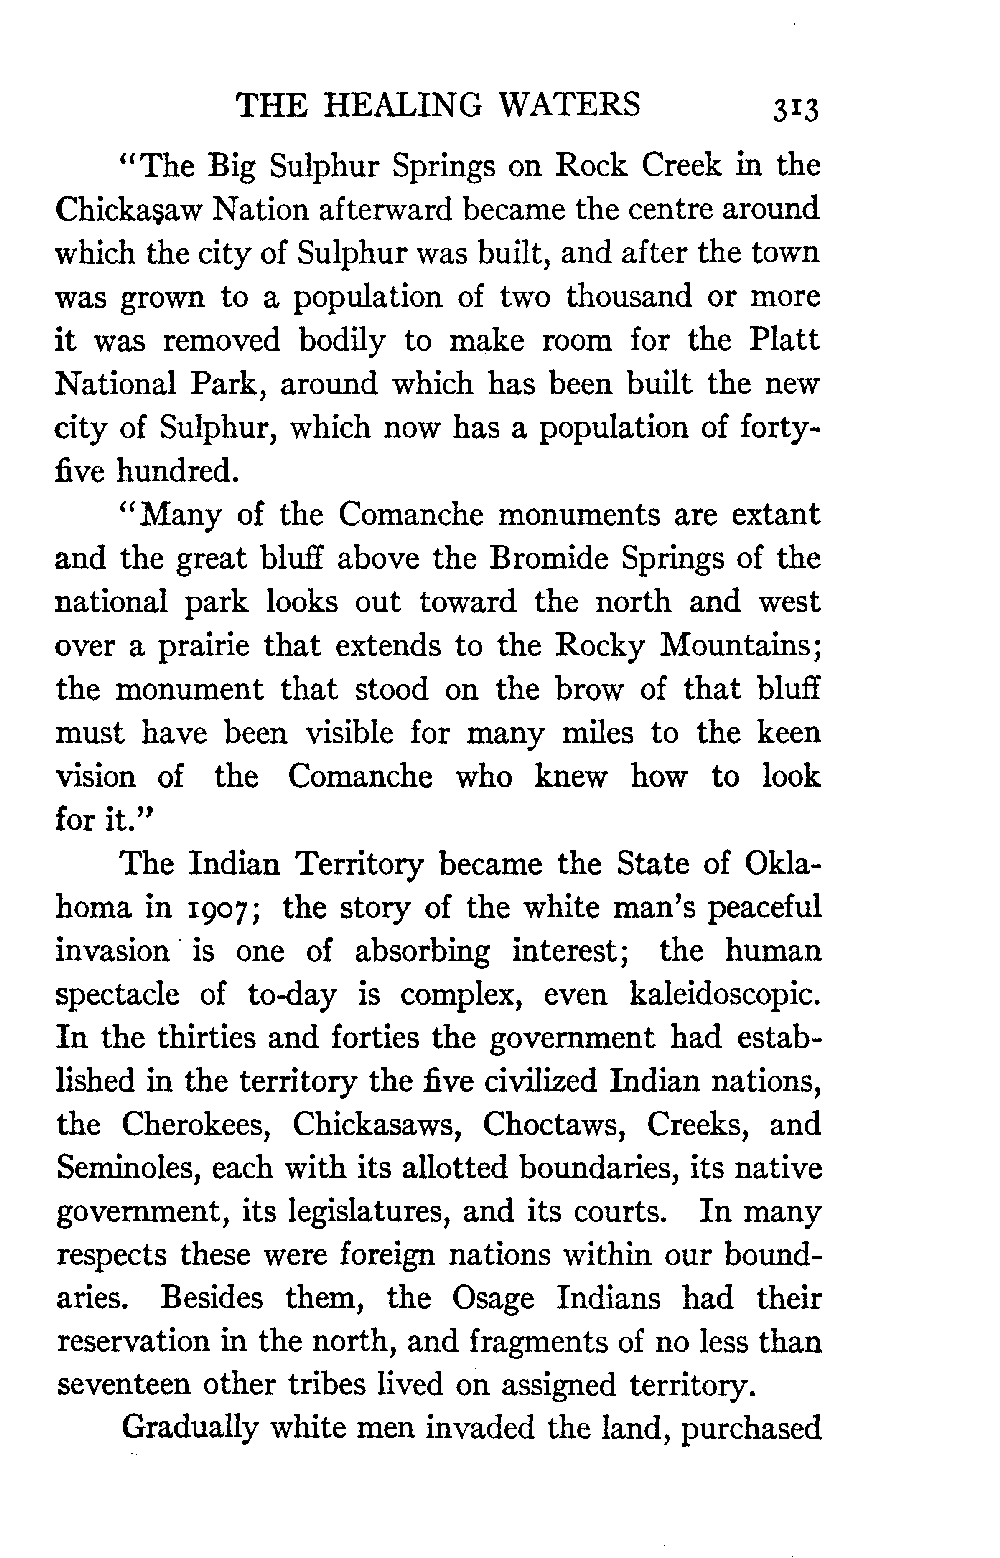 THE HEALING WATERS 313
“The Big Sulphur Springs on Rock Creek in the
Chickasaw Nation afterward became the centre around
which the city of Sulphur was built, and after the town
was grown to a population of two thousand or more
it was removed bodily to make room for the Platt
National Park, around which has been built the new
city of Sulphur, which now has a population of forty-
five hundred.
“Many of the Comanche monuments are extant
and the great bluff above the Bromide Springs of the
national park looks out toward the north and west
over a prairie that extends to the Rocky Mountains;
the monument that stood on the brow of that bluff
must have been visible for many miles to the keen
vision of the Comanche who knew how to look
for it.”
The Indian Territory became the State of Okla-
homa in 1907; the story of the white man's peaceful
invasion is one of absorbing interest; the human
spectacle of to-day is complex, even kaleidoscopic.
In the thirties and forties the government had estab-
lished in the territory the five civilized Indian nations,
the Cherokees, Chickasaws, Choctaws, Creeks, and
Seminoles, each with its allotted boundaries, its native
government, its legislatures, and its courts. In many
respects these were foreign nations within our bound-
aries. Besides them, the Osage Indians had their
reservation in the north, and fragments of no less than
seventeen other tribes lived on assigned territory.
Gradually white men invaded the land, purchased